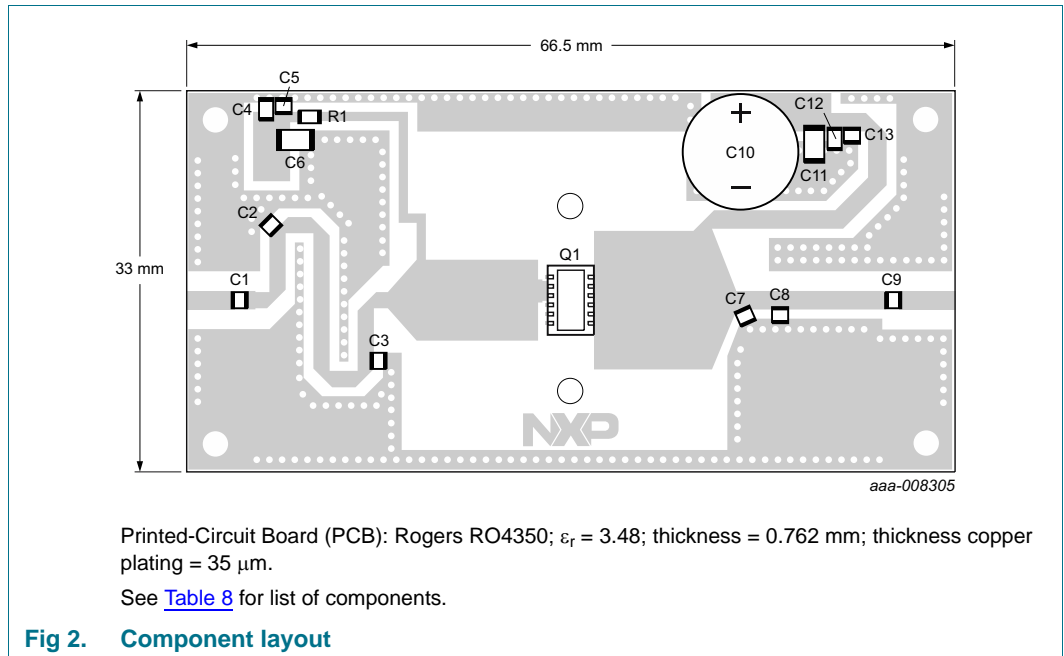 66.5 mm
C5
C4
R1
C6
C12
C13
+
C10
C11
−
C2
33 mm
Q1
C1
C7
C8
C9
C3
NXP
aaa-008305
Printed-Circuit Board (PCB): Rogers RO4350; εr = 3.48; thickness = 0.762 mm; thickness copper
plating = 35 μm.
See Table 8 for list of components.
Fig 2. Component layout